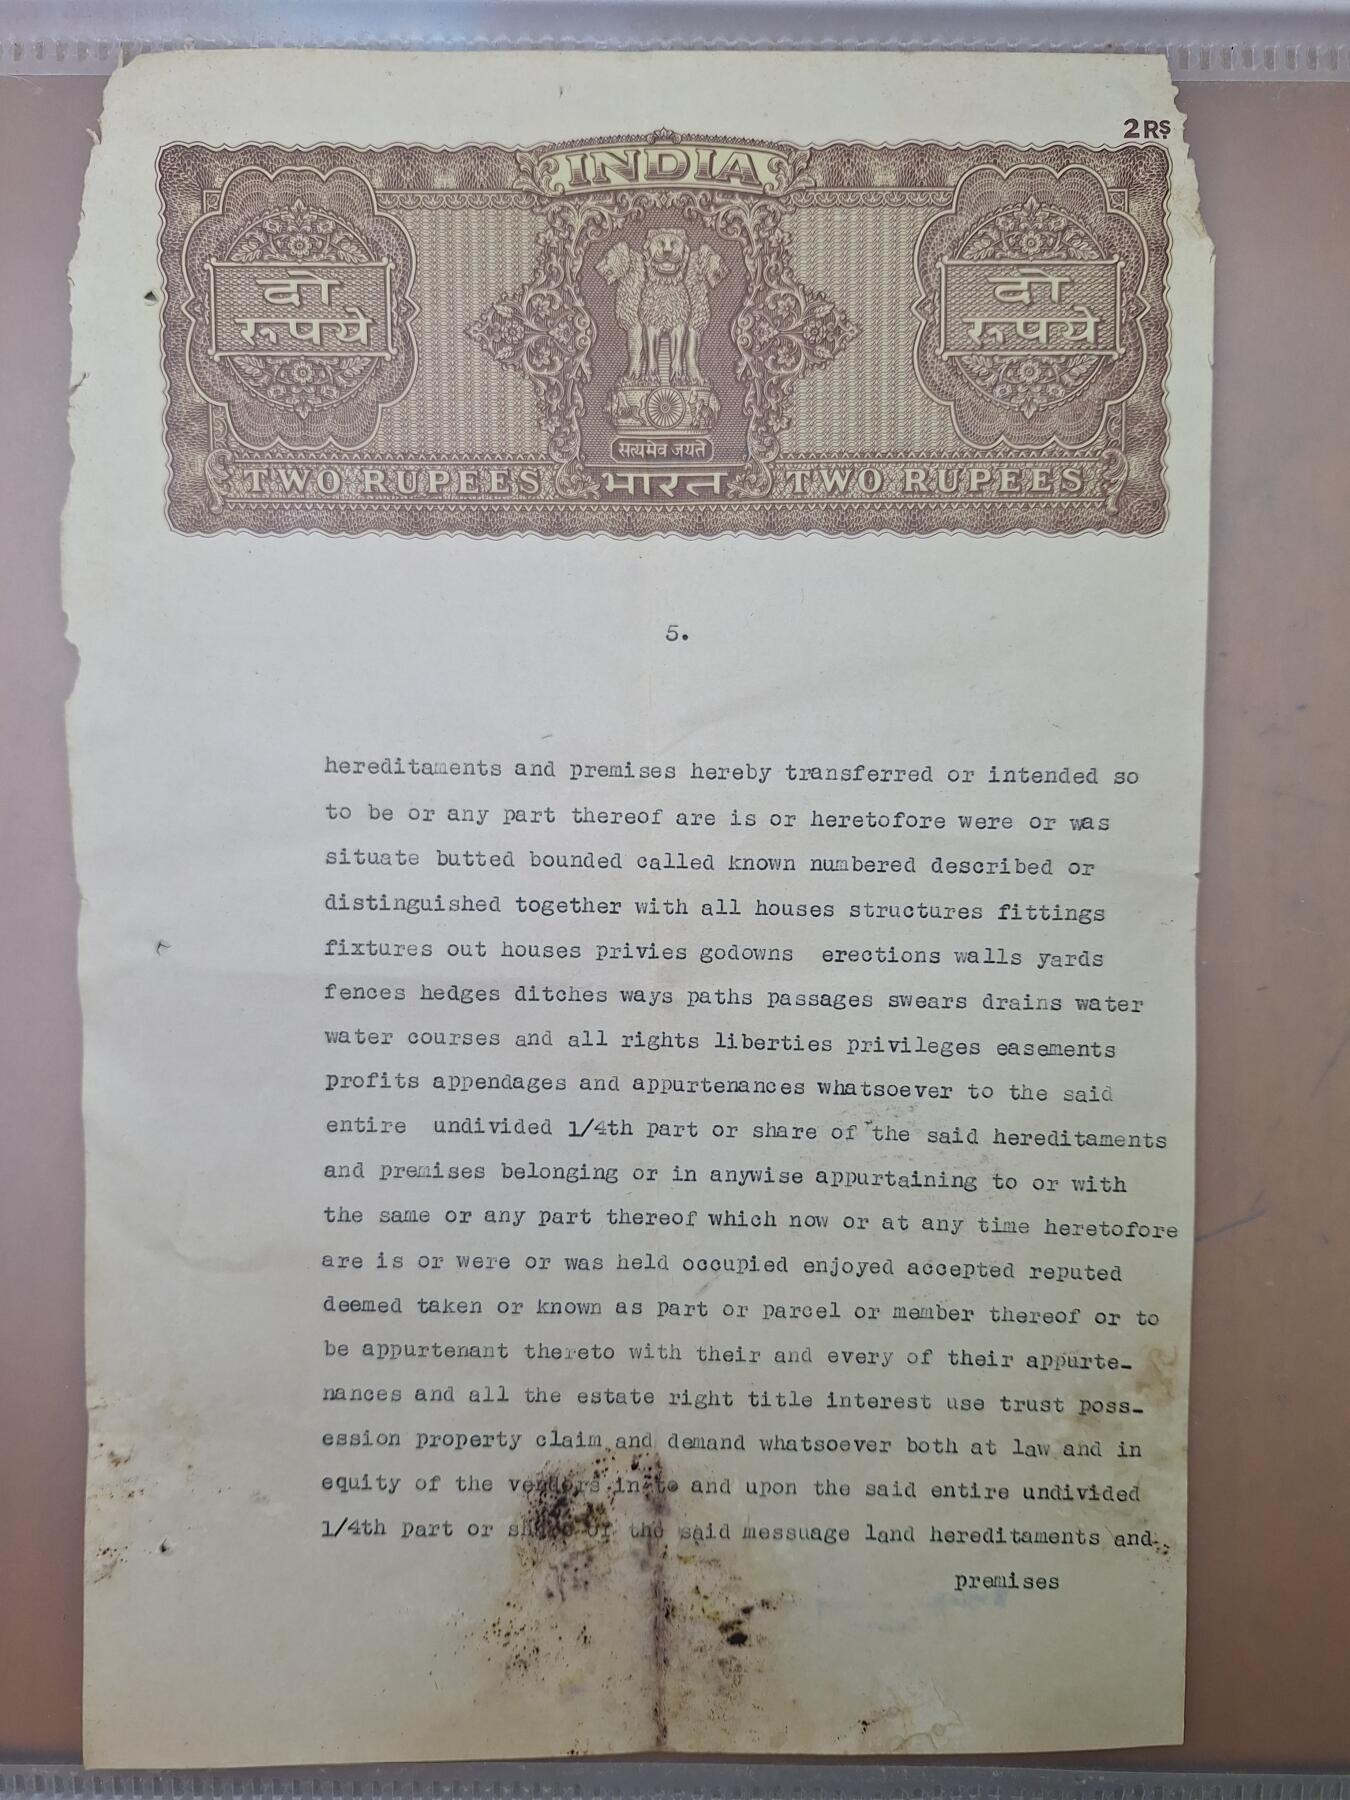 2 RS.
INDIA
दो
रूपये
दो
रूपये
सत्यमेव जयते
TWO RUPEES भारत TWO RUPEES
5.
hereditaments and premises hereby transferred or intended so
to be or any part thereof are is or heretofore were or was
situate butted bounded called known numbered described or
distinguished together with all houses structures fittings
fixtures out houses privies godowns erections walls yards
fences hedges ditches ways paths passages swears drains water
water courses and all rights liberties privileges easements
profits appendages and appurtenances whatsoever to the said
entire undivided 1/4th part or share of the said hereditaments
and premises belonging or in anywise appurtaining to or with
the same or any part thereof which now or at any time heretofore
are is or were or was held occupied enjoyed accepted reputed
deemed taken or known as part or parcel or member thereof or to
be appurtenant thereto with their and every of their appurte-
nances and all the estate right title interest use trust poss-
ession property claim and demand whatsoever both at law and in
equity of the vendors in to and upon the said entire undivided
1/4th part or share of the said messuage land hereditaments and
premises